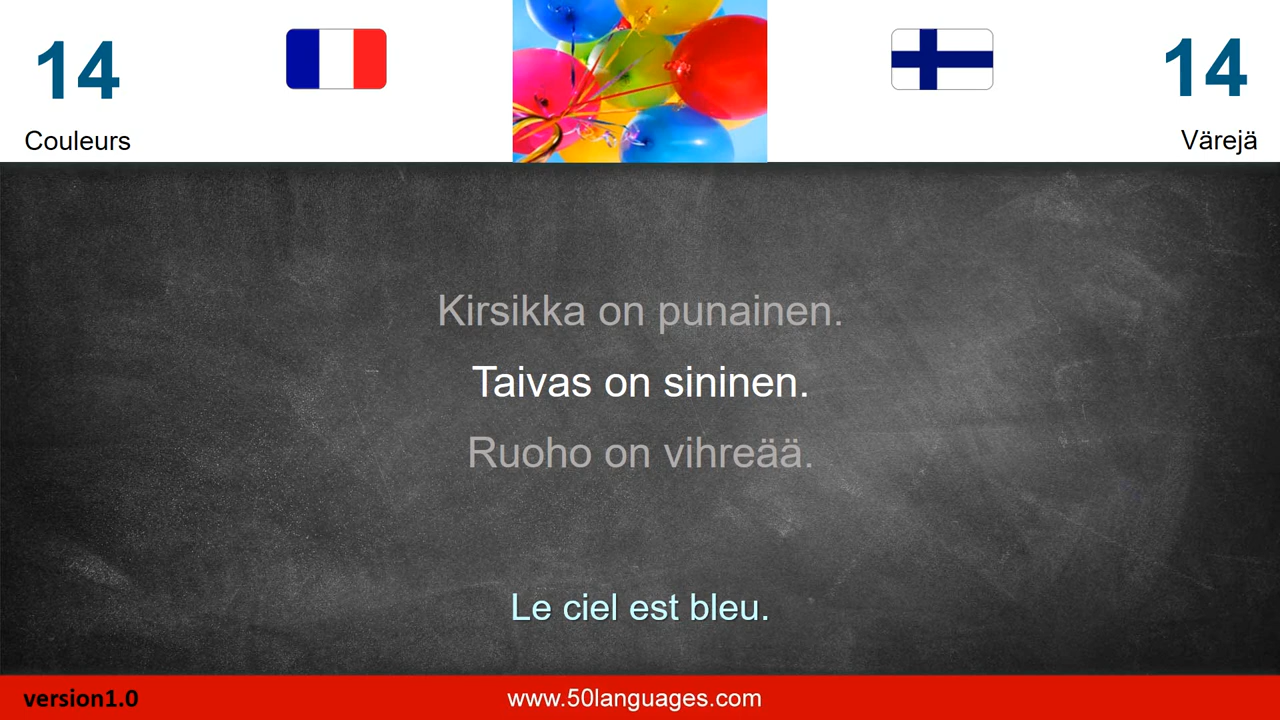 14
14
Couleurs
Värejä
Kirsikka on punainen.
Taivas on sininen.
Ruoho on vihreää.
Le ciel est bleu.
version1.0
www.50languages.com